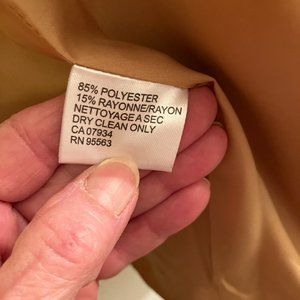 85% POLYESTER
15% RAYONNE/RAYON
NETTOYAGE A SEC
DRY CLEAN ONLY
CA 07934
RN 95563